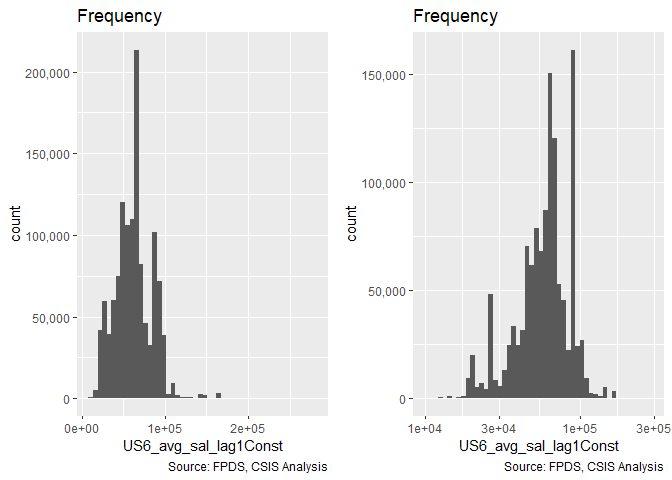 Frequency
200,000
150,000
100,000
50,000
0
count
0e+00 1e+05 2e+05
US6_avg_sal_lag1Const
Source: FPDS, CSIS Analysis
Frequency
150,000
100,000
50,000
0
count
1e+04 3e+04 1e+05 3e+05
US6_avg_sal_lag1Const
Source: FPDS, CSIS Analysis